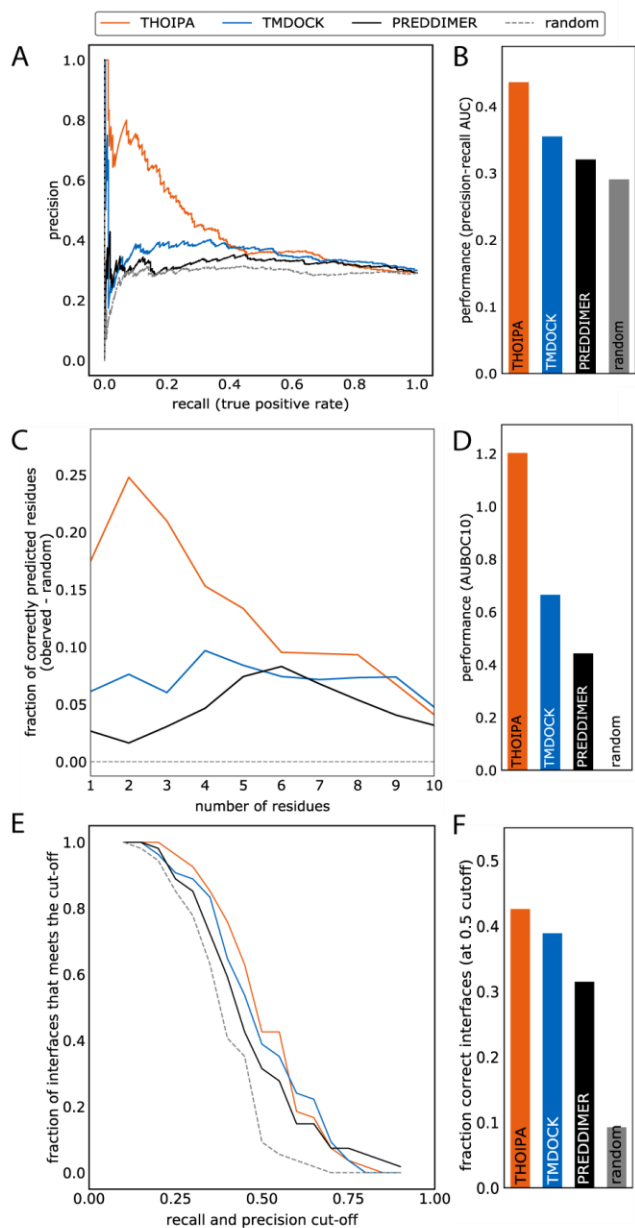 THOIPA TMDOCK PREDDIMER random
A
1.0
0.8
0.6
0.4
0.2
0.0
precision
0.0 0.2 0.4 0.6 0.8 1.0
recall (true positive rate)
B
0.4
0.3
0.2
0.1
0.0
performance (precision-recall AUC)
THOIPA
TMDOCK
PREDDIMER
random
C
0.25
0.20
0.15
0.10
0.05
0.00
fraction of correctly predicted residues
(oberved - random)
1 2 3 4 5 6 7 8 9 10
number of residues
D
1.2
1.0
0.8
0.6
0.4
0.2
0.0
performance (AUBOC10)
THOIPA
TMDOCK
PREDDIMER
random
E
1.0
0.8
0.6
0.4
0.2
0.0
fraction of interfaces that meets the cut-off
0.00 0.25 0.50 0.75 1.00
recall and precision cut-off
F
0.5
0.4
0.3
0.2
0.1
0.0
fraction correct interfaces (at 0.5 cutoff)
THOIPA
TMDOCK
PREDDIMER
random